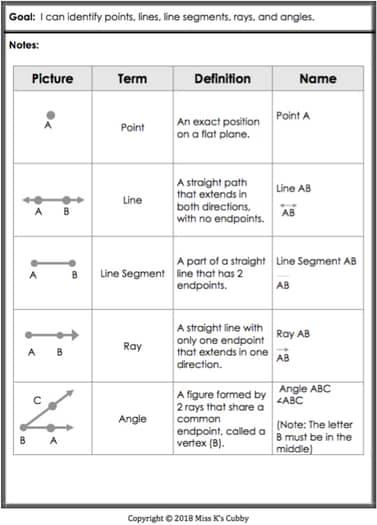 Goal: I can identify points, lines, line segments, rays, and angles.
Notes:
Picture
Term
Definition
Name
A
Point
An exact position
on a flat plane.
Point A
A B
Line
A straight path
that extends in
both directions,
with no endpoints.
Line AB
AB
A B
Line Segment
A part of a straight
line that has 2
endpoints.
Line Segment AB
AB
A B
Ray
A straight line with
only one endpoint
that extends in one
direction.
Ray AB
AB
C
B A
Angle
A figure formed by
2 rays that share a
common
endpoint, called a
vertex (B).
Angle ABC
∠ABC
(Note: The letter
B must be in the
middle)
Copyright © 2018 Miss K's Cubby